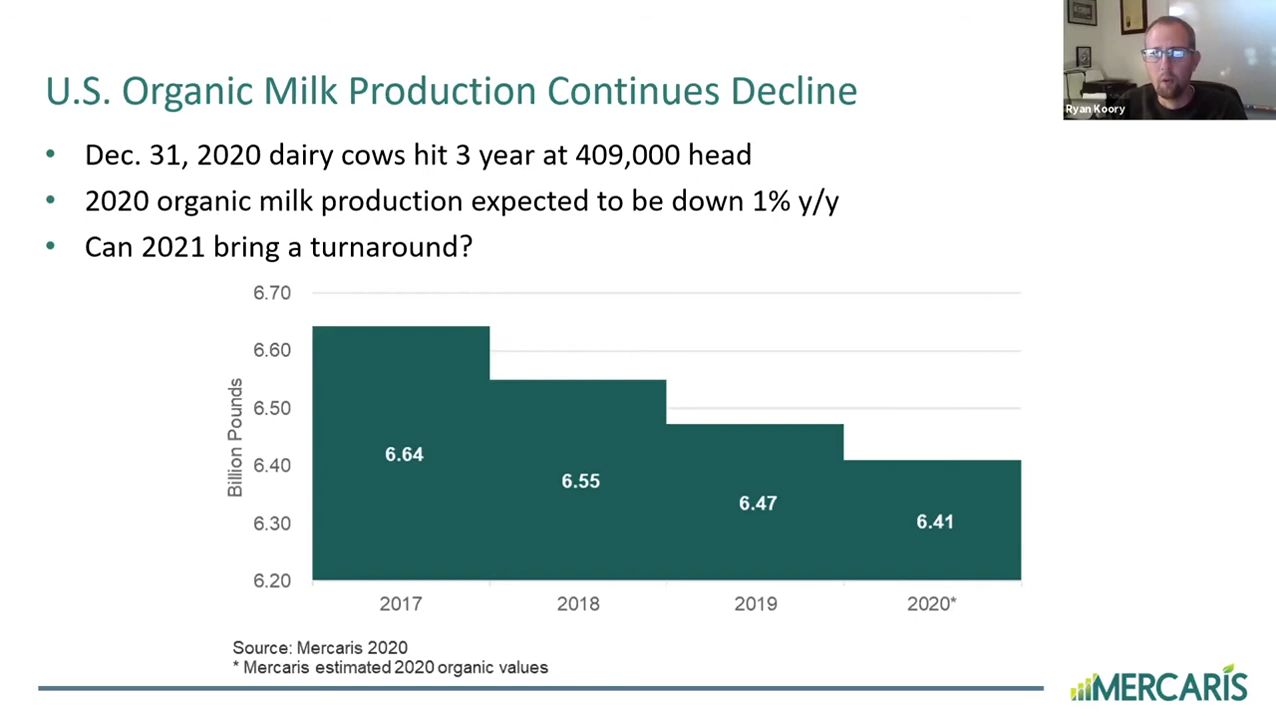 U.S. Organic Milk Production Continues Decline
Ryan Koory
• Dec. 31, 2020 dairy cows hit 3 year at 409,000 head
• 2020 organic milk production expected to be down 1% y/y
• Can 2021 bring a turnaround?
6.70
6.60
6.50
6.40
6.30
6.20
Billion Pounds
6.64
6.55
6.47
6.41
2017
2018
2019
2020*
Source: Mercaris 2020
* Mercaris estimated 2020 organic values
MERCARIS